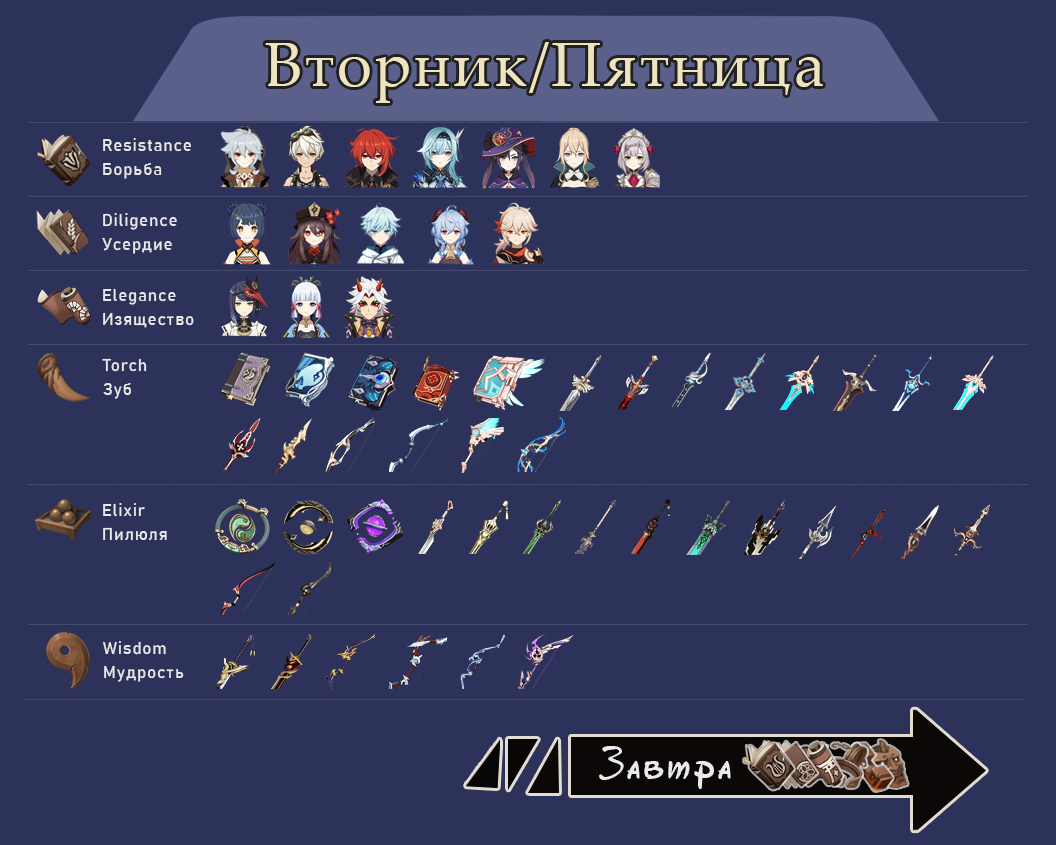 Вторник/Пятница
Resistance
Борьба
Diligence
Усердие
Elegance
Изящество
Torch
Зуб
Elixir
Пилюля
Wisdom
Мудрость
Завтра